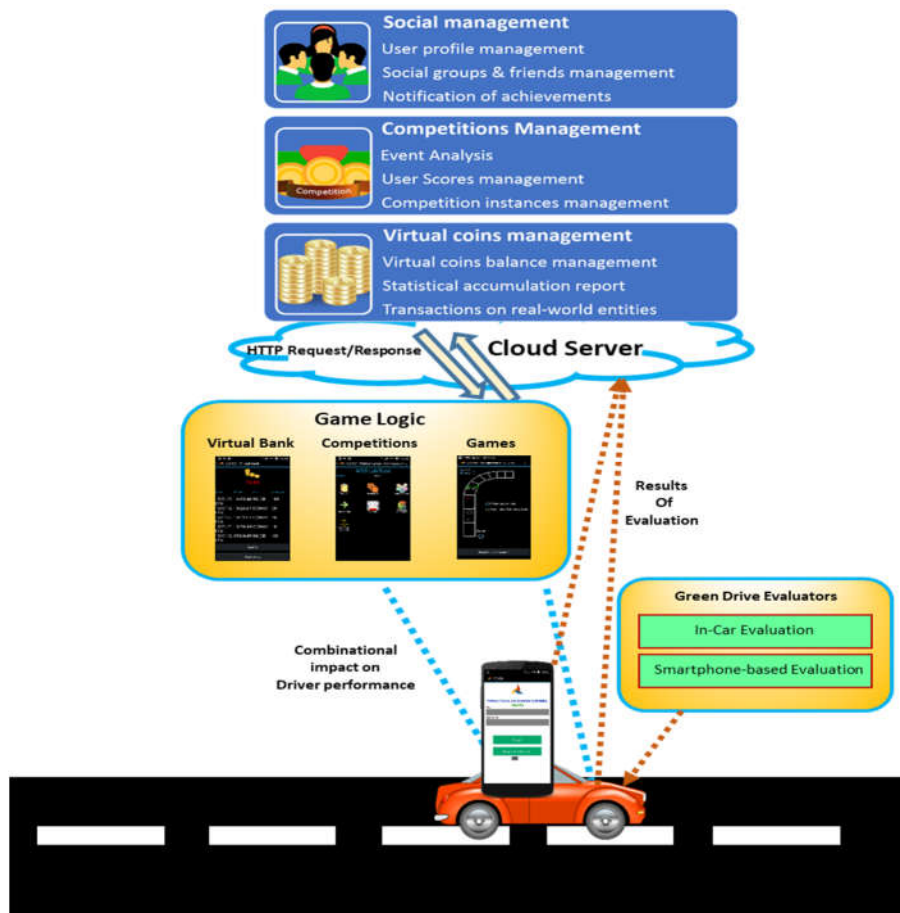 Social management
User profile management
Social groups & friends management
Notification of achievements
Competitions Management
Event Analysis
User Scores management
Competition instances management
Competition
Virtual coins management
Virtual coins balance management
Statistical accumulation report
Transactions on real-world entities
HTTP Request/Response
Cloud Server
Game Logic
Virtual Bank
Competitions
Games
Results
Of
Evaluation
Green Drive Evaluators
In-Car Evaluation
Smartphone-based Evaluation
Combinational
impact on
Driver performance